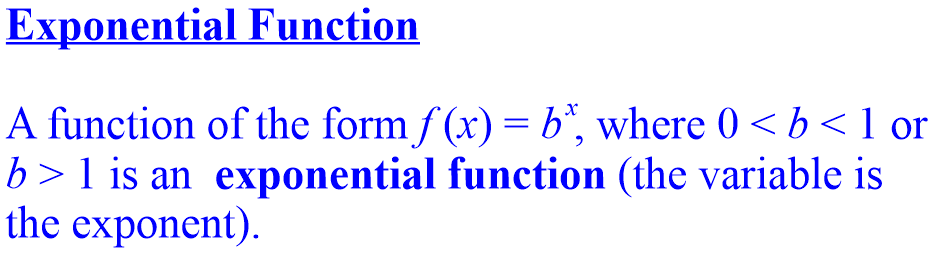 Exponential Function
A function of the form f (x) = bˣ, where 0 < b < 1 or
b > 1 is an exponential function (the variable is
the exponent).